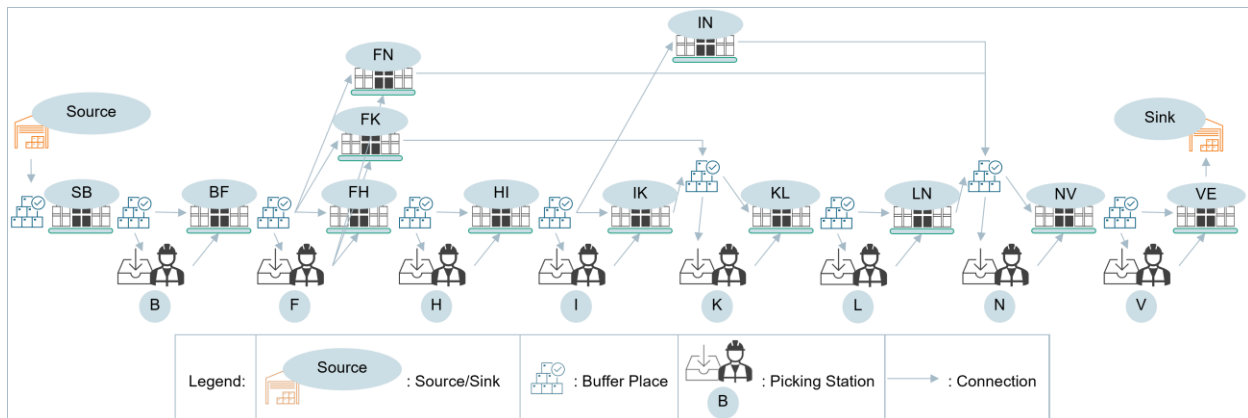 IN
FN
Source
FK
Sink
SB
BF
FH
HI
IK
KL
LN
NV
VE
B
F
H
I
K
L
N
V
Legend:
Source
: Source/Sink
: Buffer Place
B
: Picking Station
: Connection